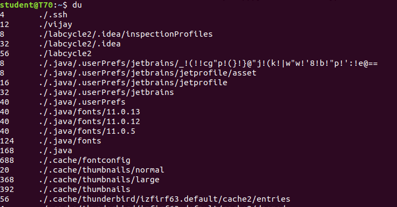 student@T70:~$ du
4 ./.ssh
12 ./vijay
8 ./labcycle2/.idea/inspectionProfiles
32 ./labcycle2/.idea
56 ./labcycle2
8 ./.java/.userPrefs/jetbrains/_!(!!cg"p!(}!}@"j!(k!|w"w!'8!b!"p!':!e@==
8 ./.java/.userPrefs/jetbrains/jetprofile/asset
16 ./.java/.userPrefs/jetbrains/jetprofile
32 ./.java/.userPrefs/jetbrains
40 ./.java/.userPrefs
40 ./.java/fonts/11.0.13
40 ./.java/fonts/11.0.12
40 ./.java/fonts/11.0.5
124 ./.java/fonts
168 ./.java
688 ./.cache/fontconfig
20 ./.cache/thumbnails/normal
368 ./.cache/thumbnails/large
392 ./.cache/thumbnails
56 ./.cache/thunderbird/izfirf63.default/cache2/entries